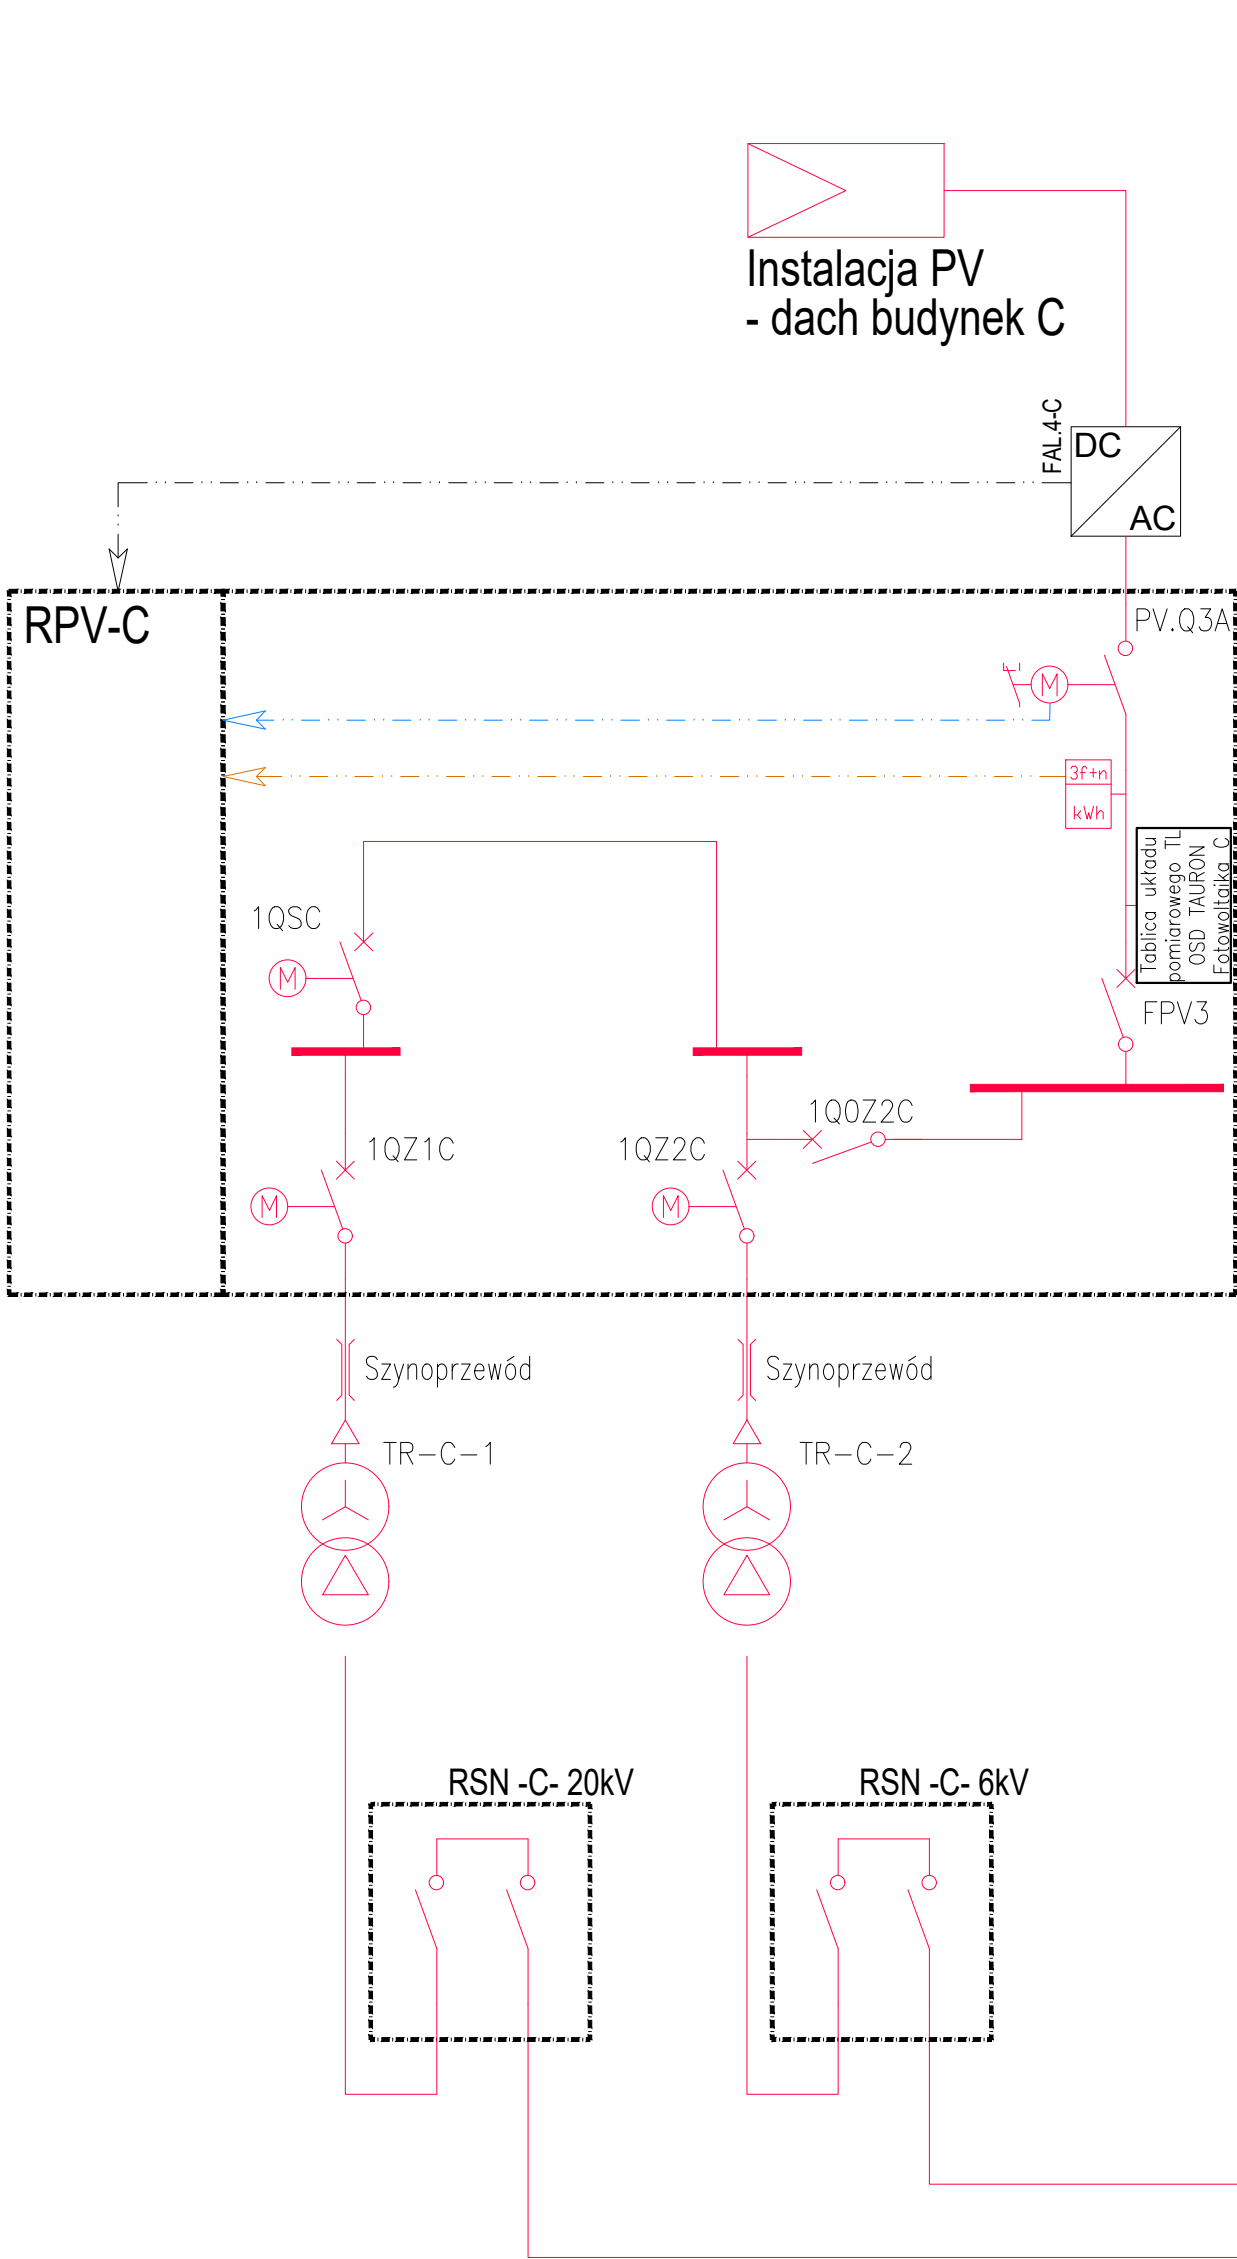 Instalacja PV
- dach budynek C
FAL.4-C
DC
AC
RPV-C
PV.Q3A
M
3f+n
kWh
Tablica układu
pomiarowego TL
OSD TAURON
Fotowoltaika C
1QSC
M
FPV3
1Q0Z2C
1QZ1C
1QZ2C
M
M
Szynoprzewód
Szynoprzewód
TR-C-1
TR-C-2
RSN -C- 20kV
RSN -C- 6kV